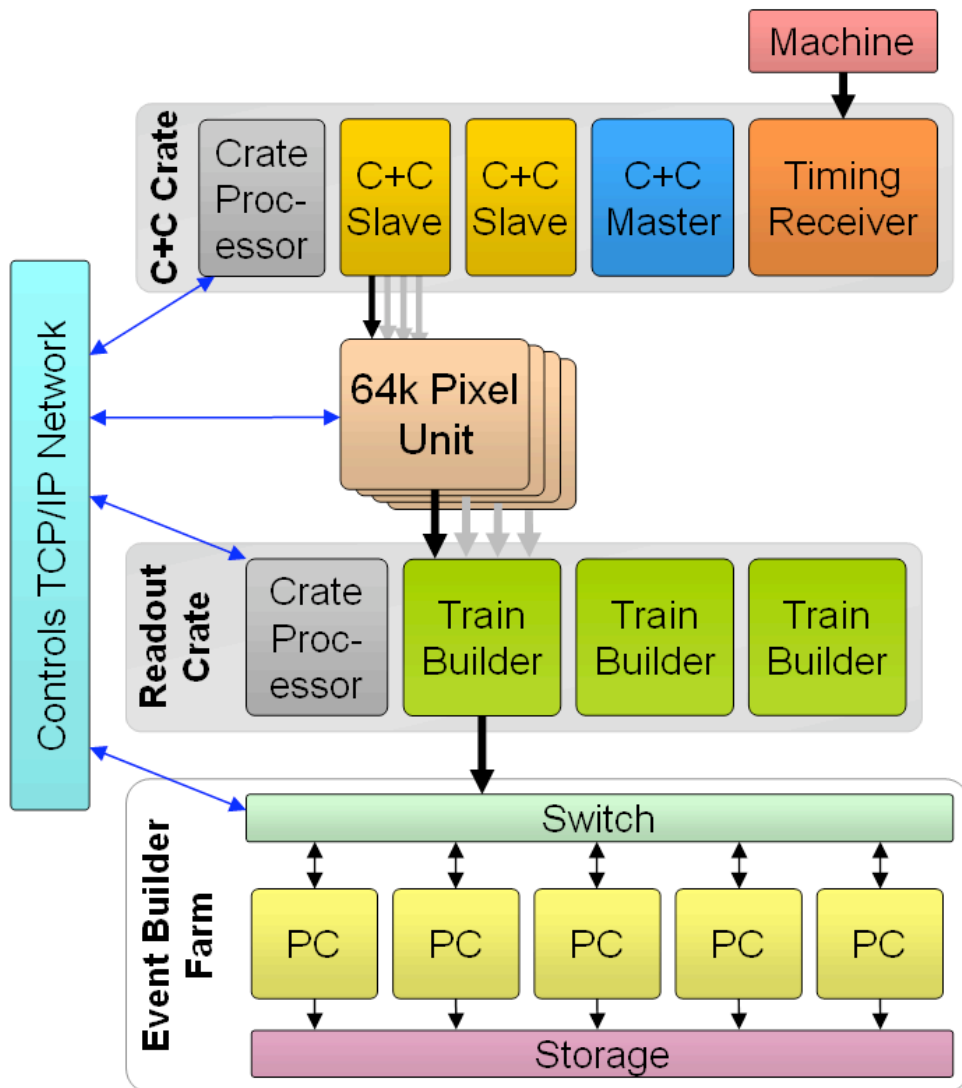 Machine
C+C Crate
Crate
Proc-
essor
C+C
Slave
C+C
Slave
C+C
Master
Timing
Receiver
Controls TCP/IP Network
64k Pixel
Unit
Readout
Crate
Crate
Proc-
essor
Train
Builder
Train
Builder
Train
Builder
Event Builder
Farm
Switch
PC
PC
PC
PC
PC
Storage